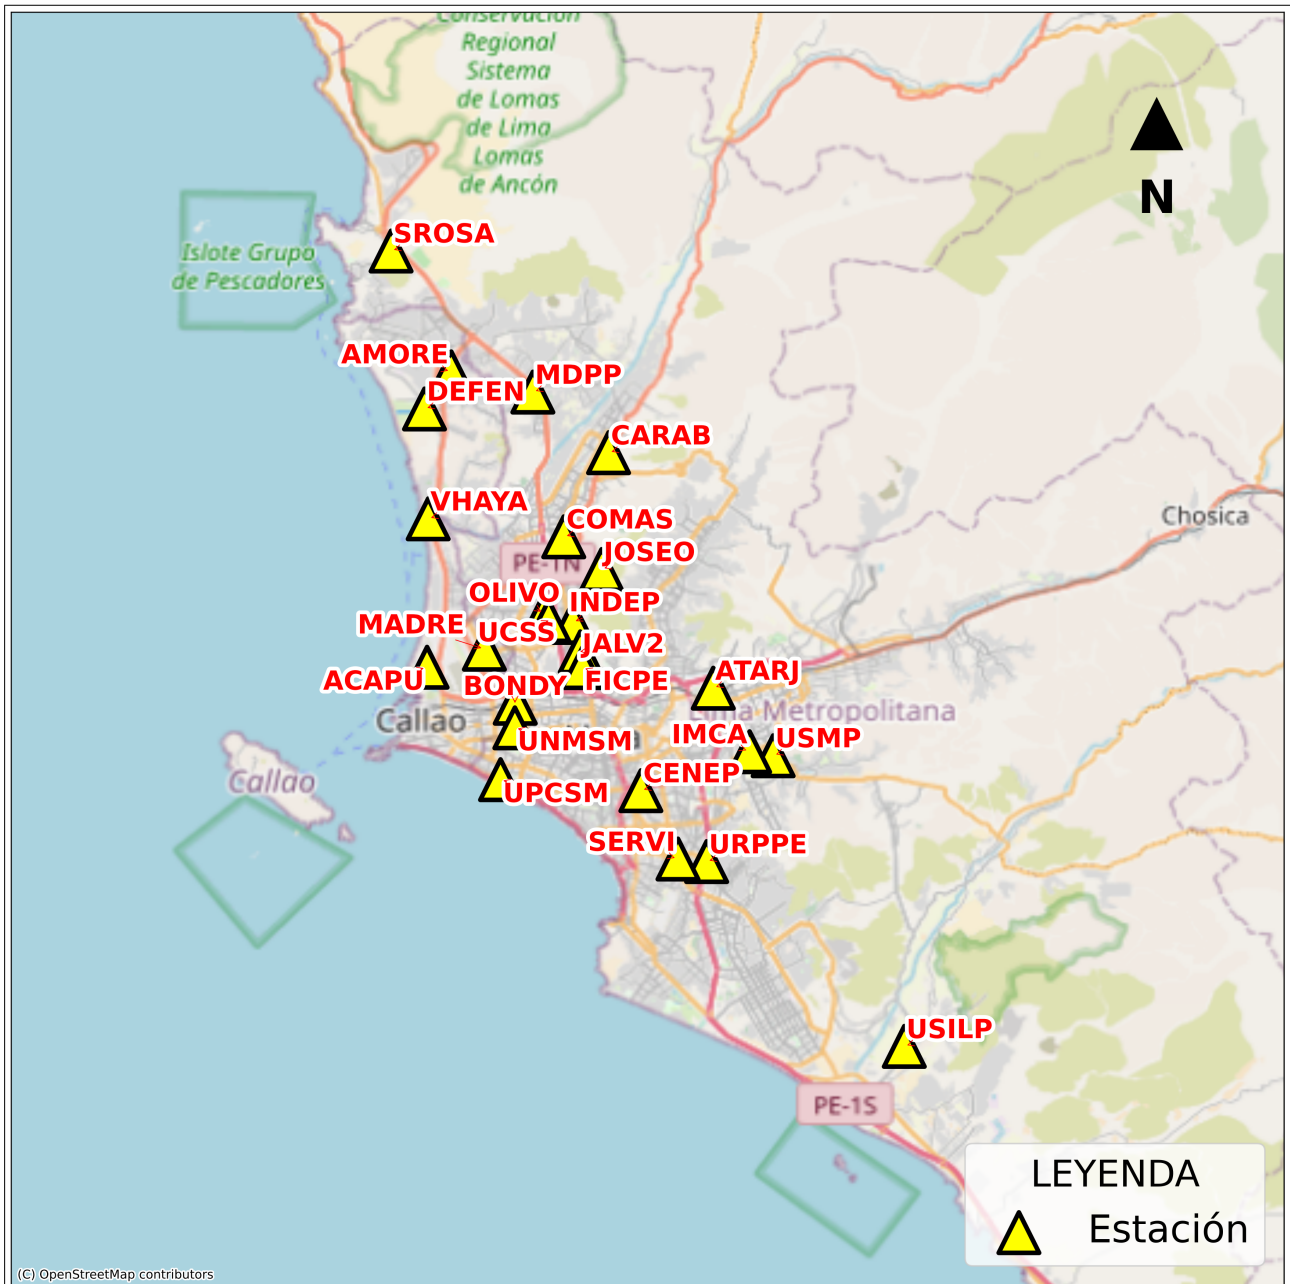 Conservación
Regional
Sistema
de Lomas
de Lima
Lomas
de Ancón
N
SROSA
Islote Grupo
de Pescadores
AMORE
MDPP
DEFEN
CARAB
VHAYA
COMAS
Chosica
JOSEO
PE-1N
OLIVO
INDEP
MADRE
UCSS
JALV2
ATARJ
ACAPU
BONDY
FICPE
Callao
Lima Metropolitana
UNMSM
IMCA
USMP
CENEP
Callao
UPCSM
SERVI
URPPE
USILP
PE-1S
LEYENDA
Estación
(C) OpenStreetMap contributors